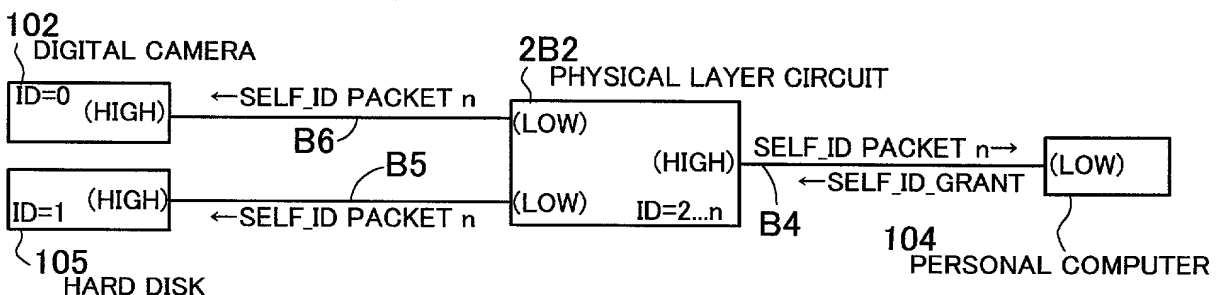 102
DIGITAL CAMERA
ID=0
(HIGH)
←SELF_ID PACKET n
B6
2B2
PHYSICAL LAYER CIRCUIT
(LOW)
(HIGH)
(LOW)
ID=2...n
SELF_ID PACKET n→
←SELF_ID_GRANT
B4
(LOW)
B5
(HIGH)
ID=1
←SELF_ID PACKET n
105
HARD DISK
104
PERSONAL COMPUTER